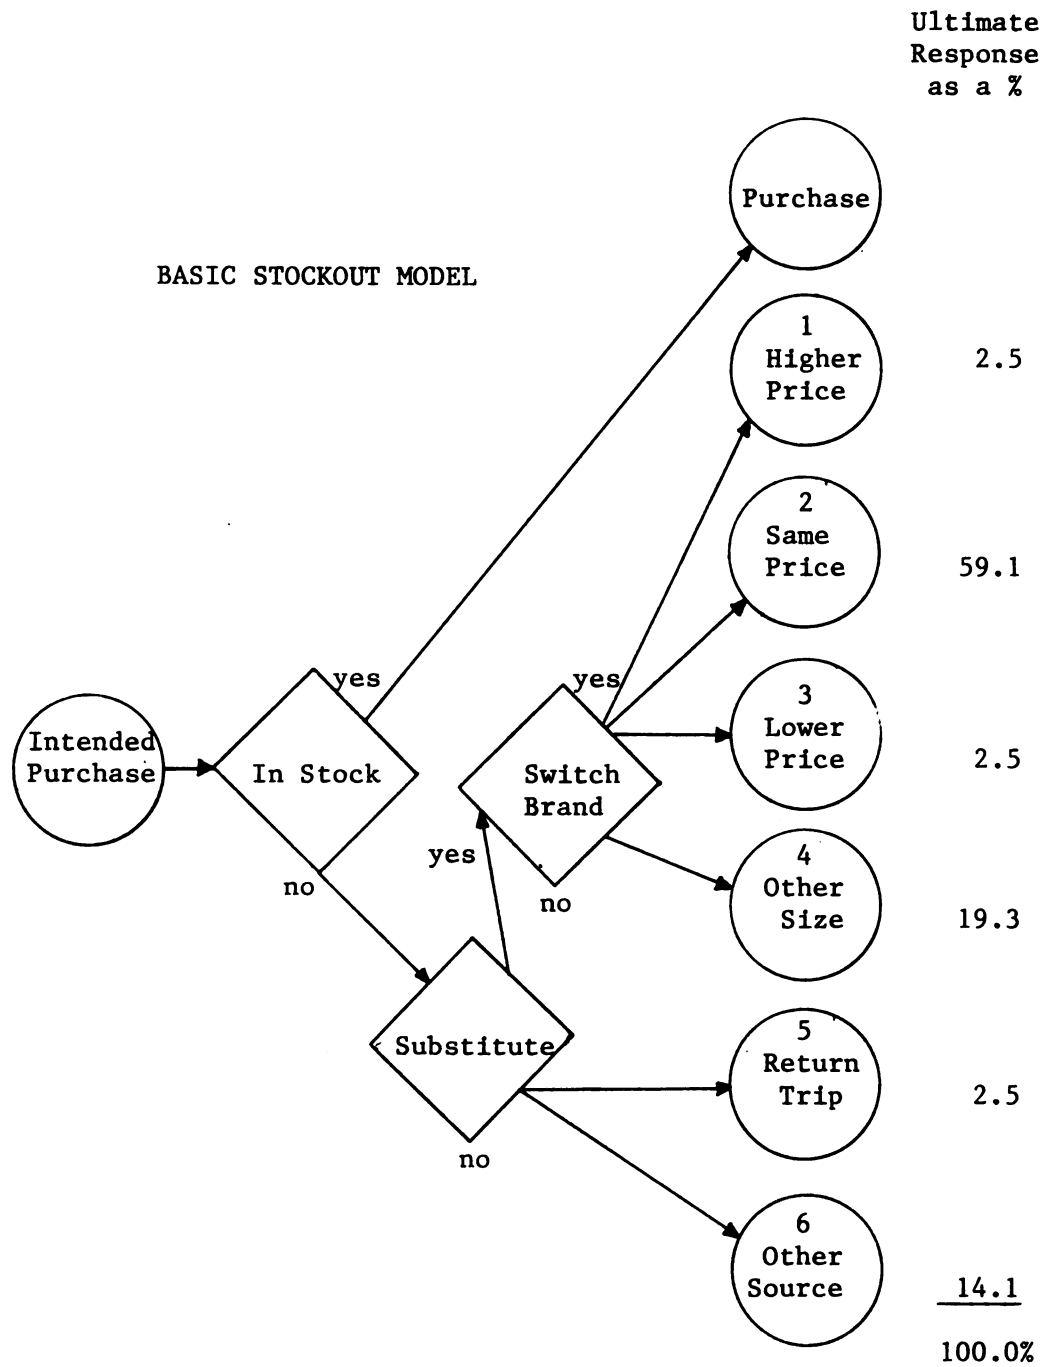 Ultimate
Response
as a %
Purchase
BASIC STOCKOUT MODEL
1
Higher
Price
2.5
2
Same
Price
59.1
yes
yes
3
Lower
Price
2.5
Intended
Purchase
In Stock
Switch
Brand
yes
no
no
4
Other
Size
19.3
Substitute
no
5
Return
Trip
2.5
6
Other
Source
14.1
100.0%